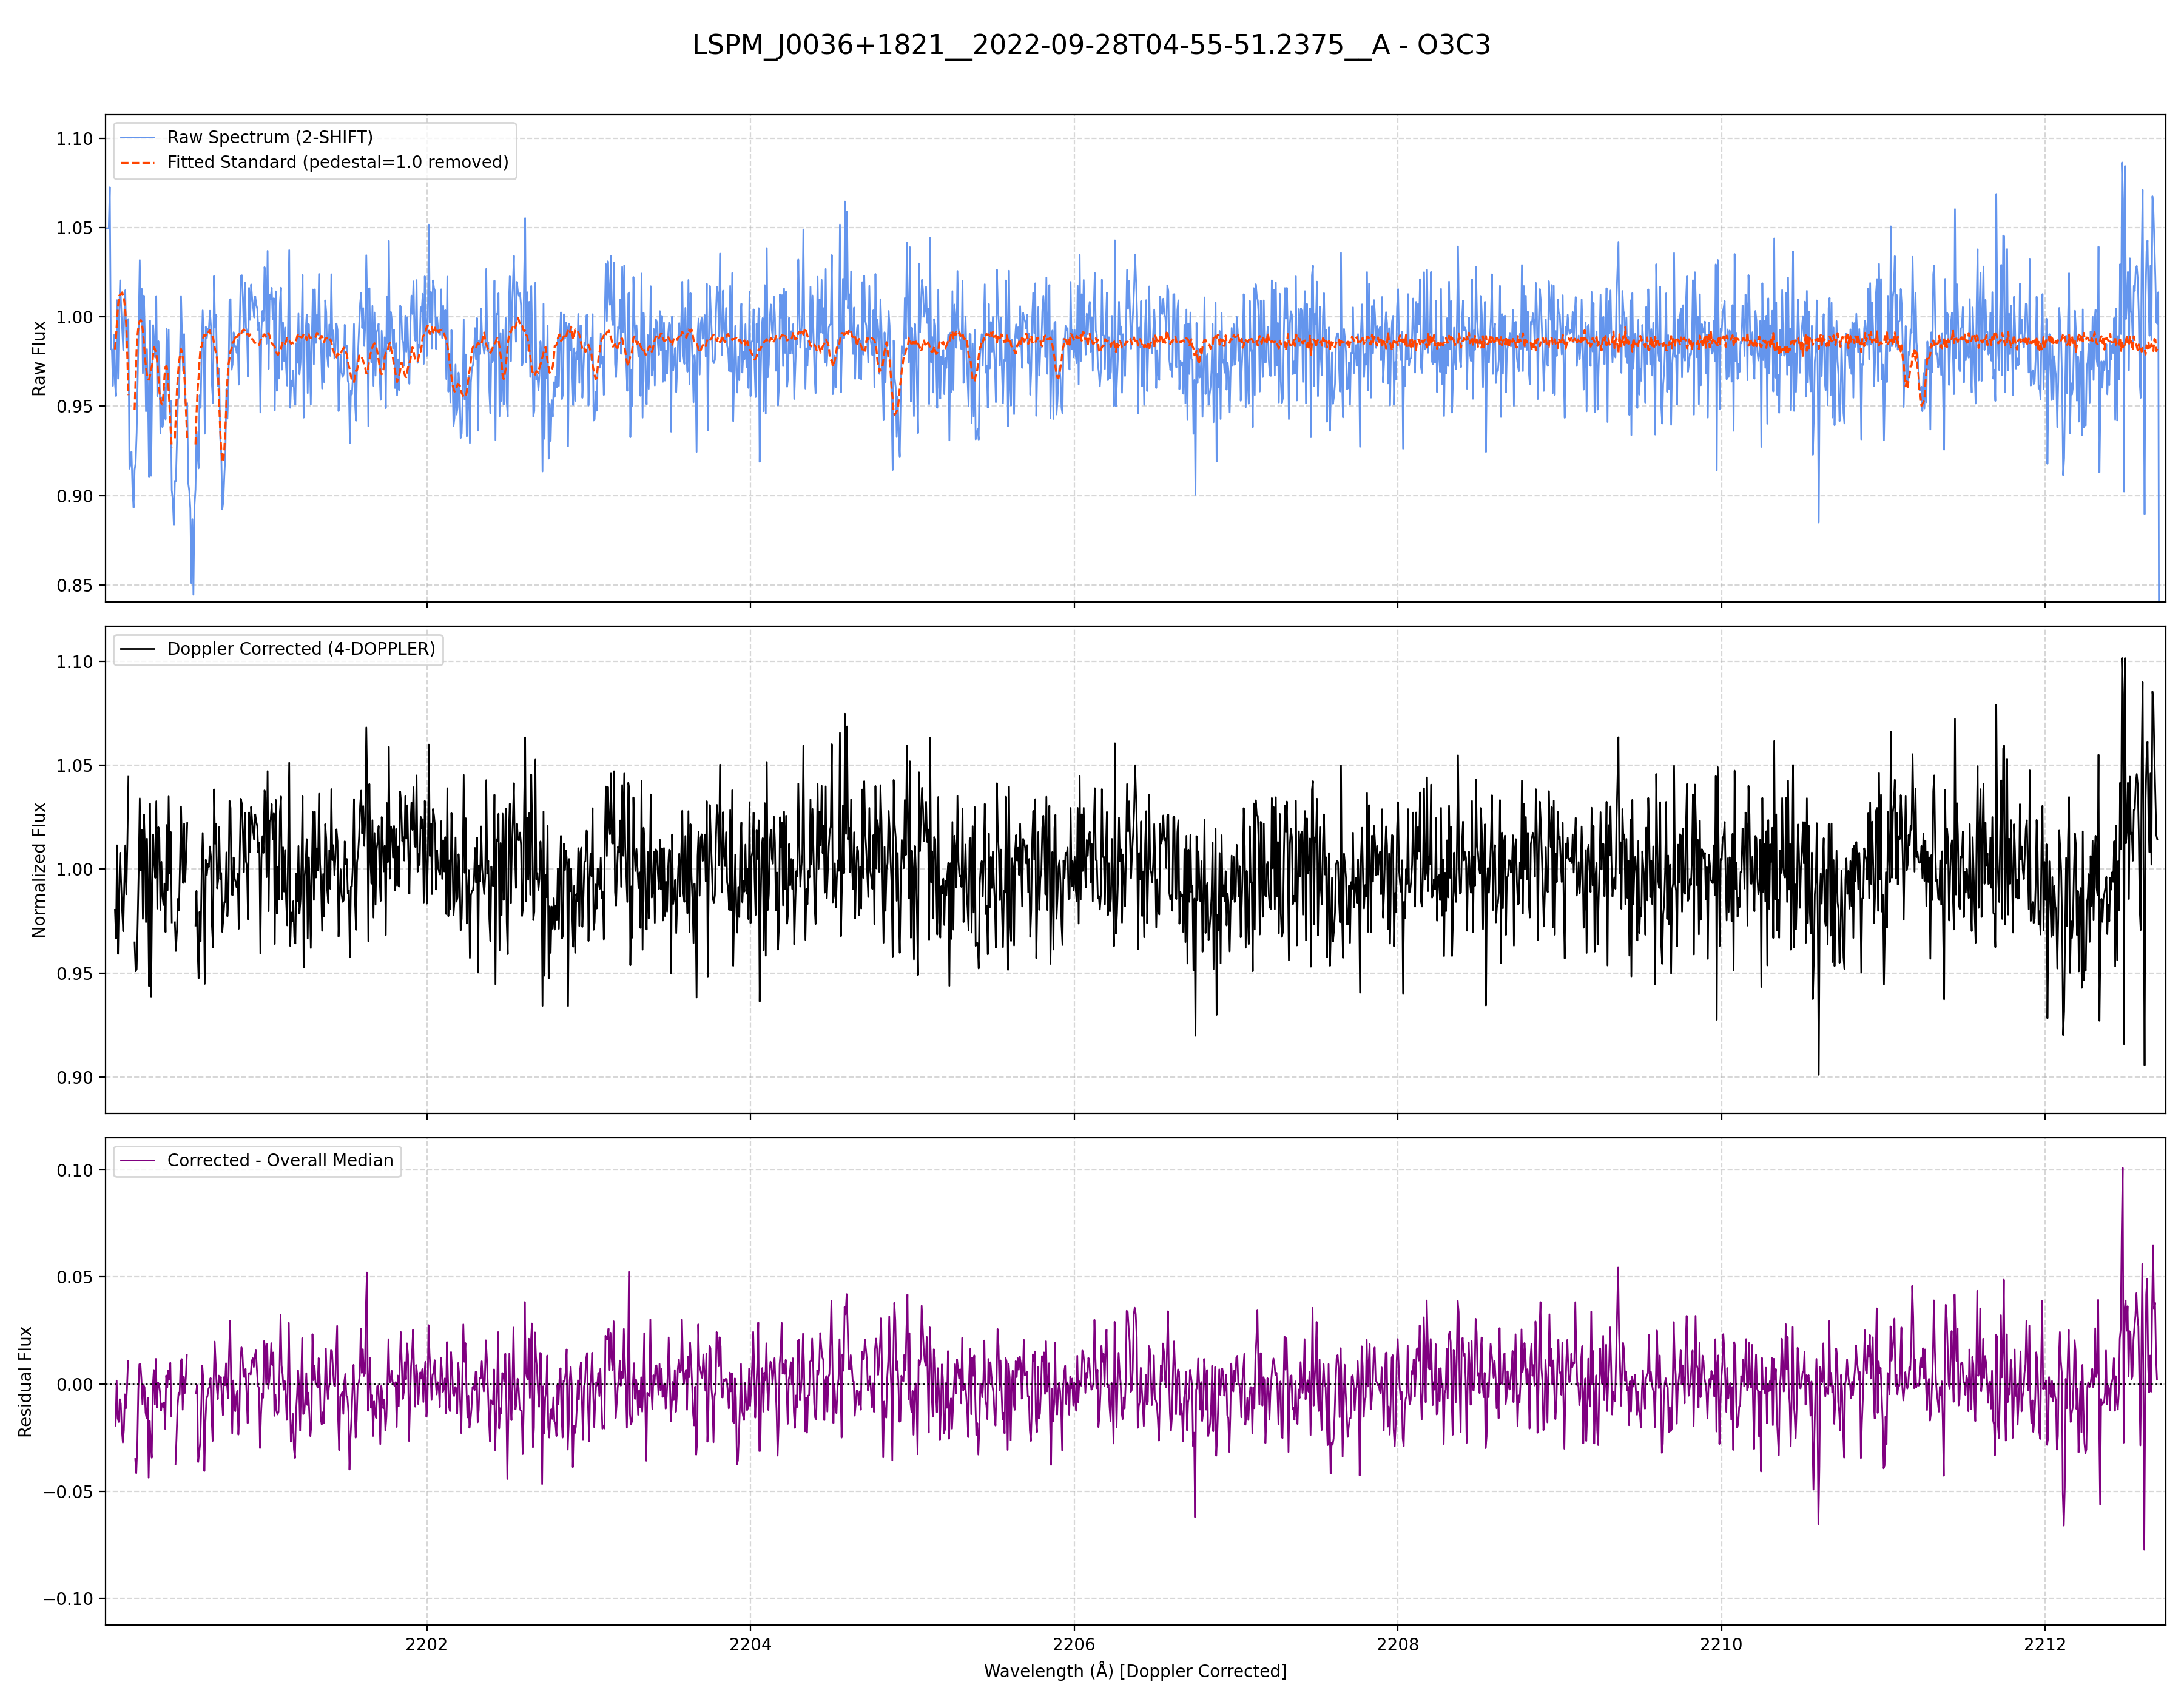 LSPM_J0036+1821__2022-09-28T04-55-51.2375__A - O3C3
Raw Spectrum (2-SHIFT)
Fitted Standard (pedestal=1.0 removed)
Raw Flux
1.10
1.05
1.00
0.95
0.90
0.85
Doppler Corrected (4-DOPPLER)
Normalized Flux
1.10
1.05
1.00
0.95
0.90
Corrected - Overall Median
Residual Flux
0.10
0.05
0.00
−0.05
−0.10
2202 2204 2206 2208 2210 2212
Wavelength (Å) [Doppler Corrected]